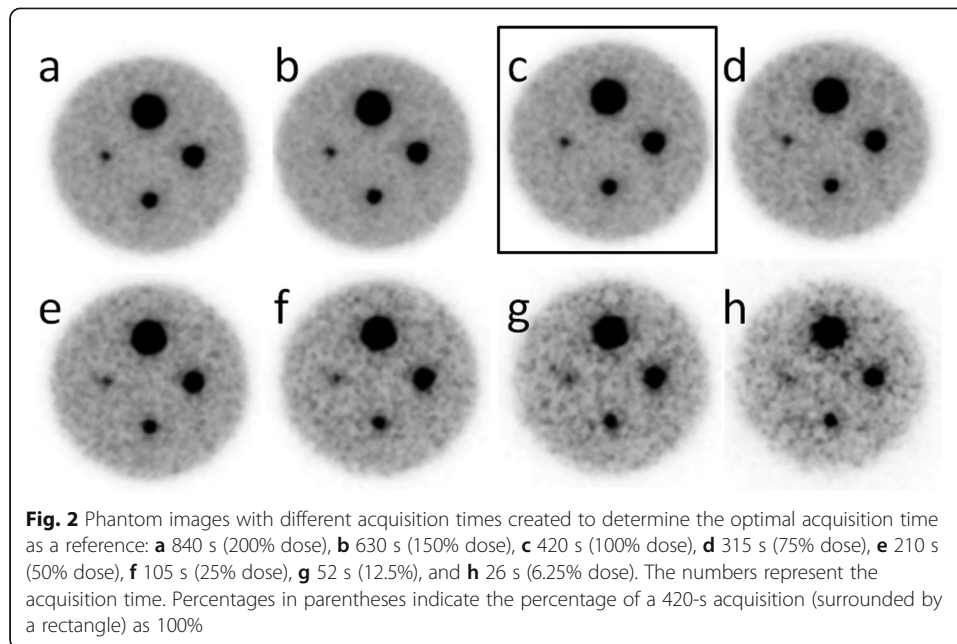 a b c d
e f g h
Fig. 2 Phantom images with different acquisition times created to determine the optimal acquisition time
as a reference: a 840 s (200% dose), b 630 s (150% dose), c 420 s (100% dose), d 315 s (75% dose), e 210 s
(50% dose), f 105 s (25% dose), g 52 s (12.5%), and h 26 s (6.25% dose). The numbers represent the
acquisition time. Percentages in parentheses indicate the percentage of a 420-s acquisition (surrounded by
a rectangle) as 100%